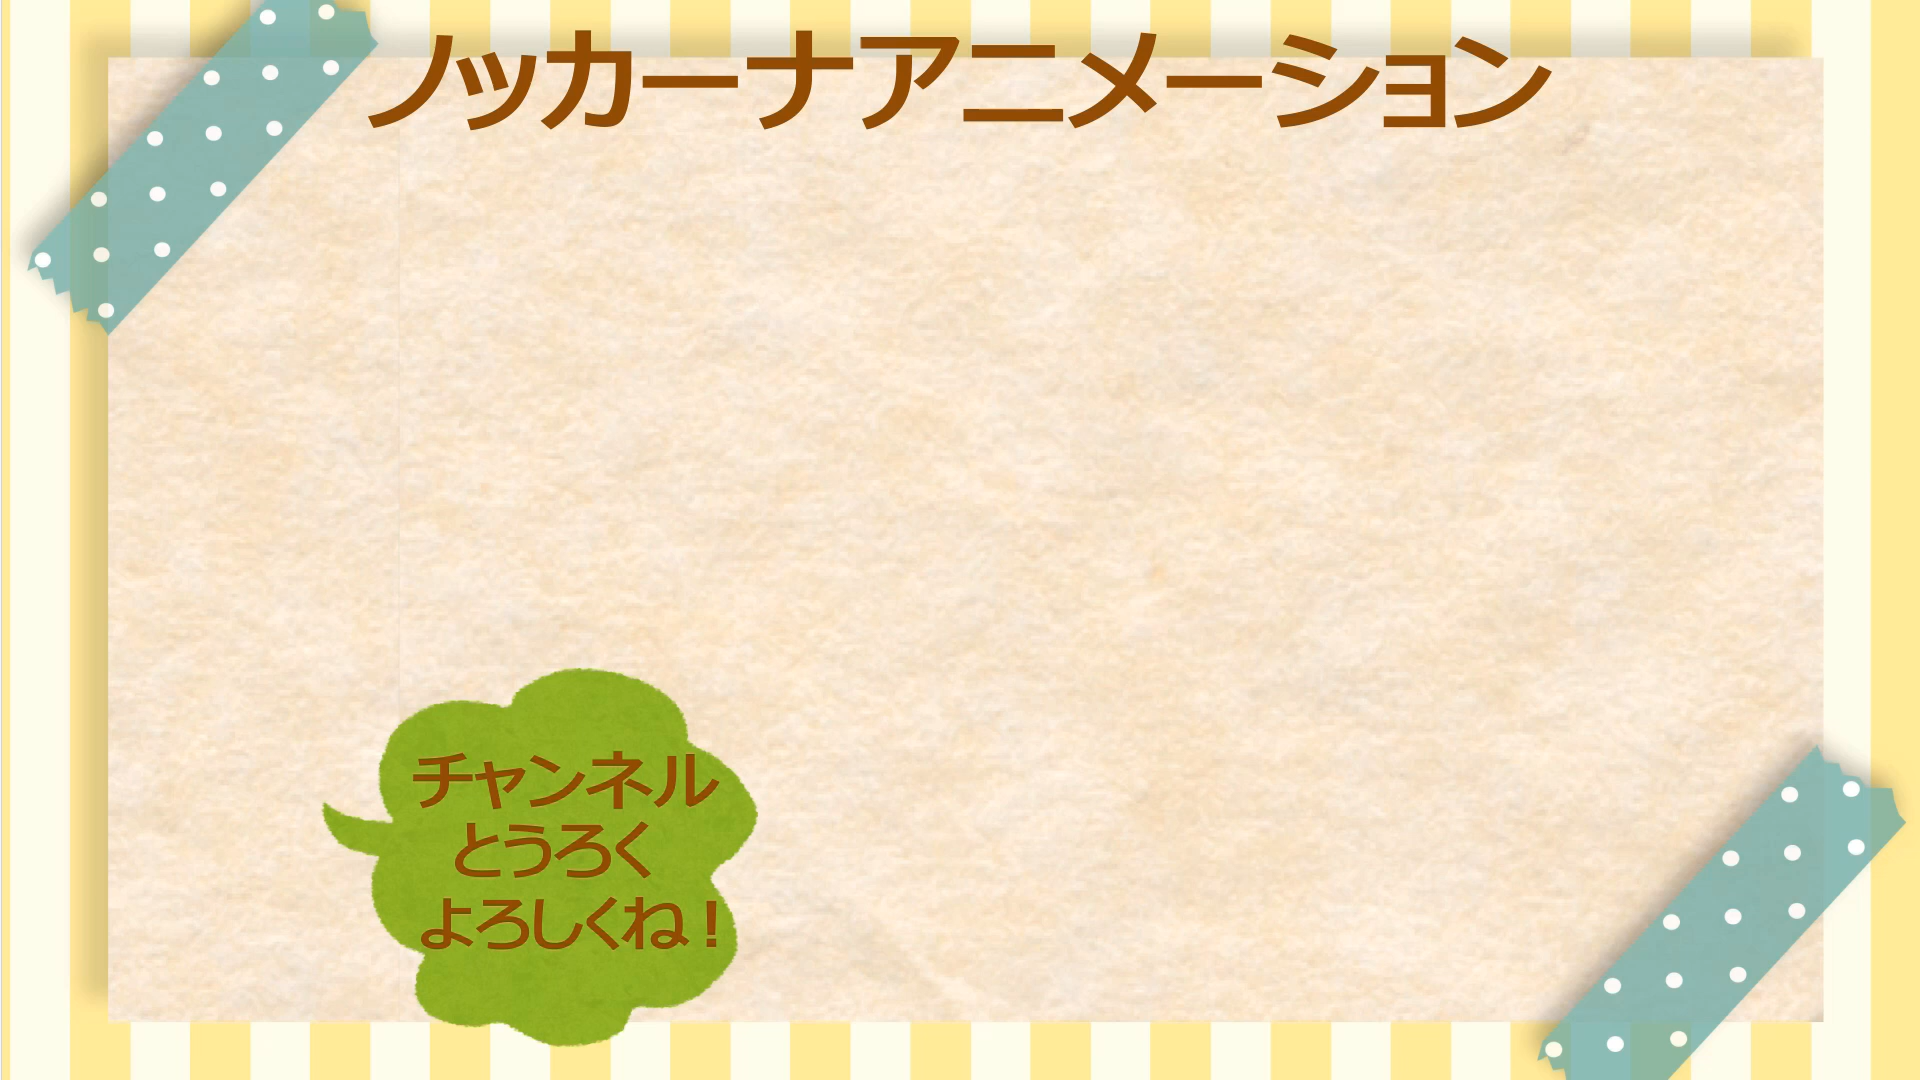 ノッカーナアニメーション
チャンネル
とうろく
よろしくね！